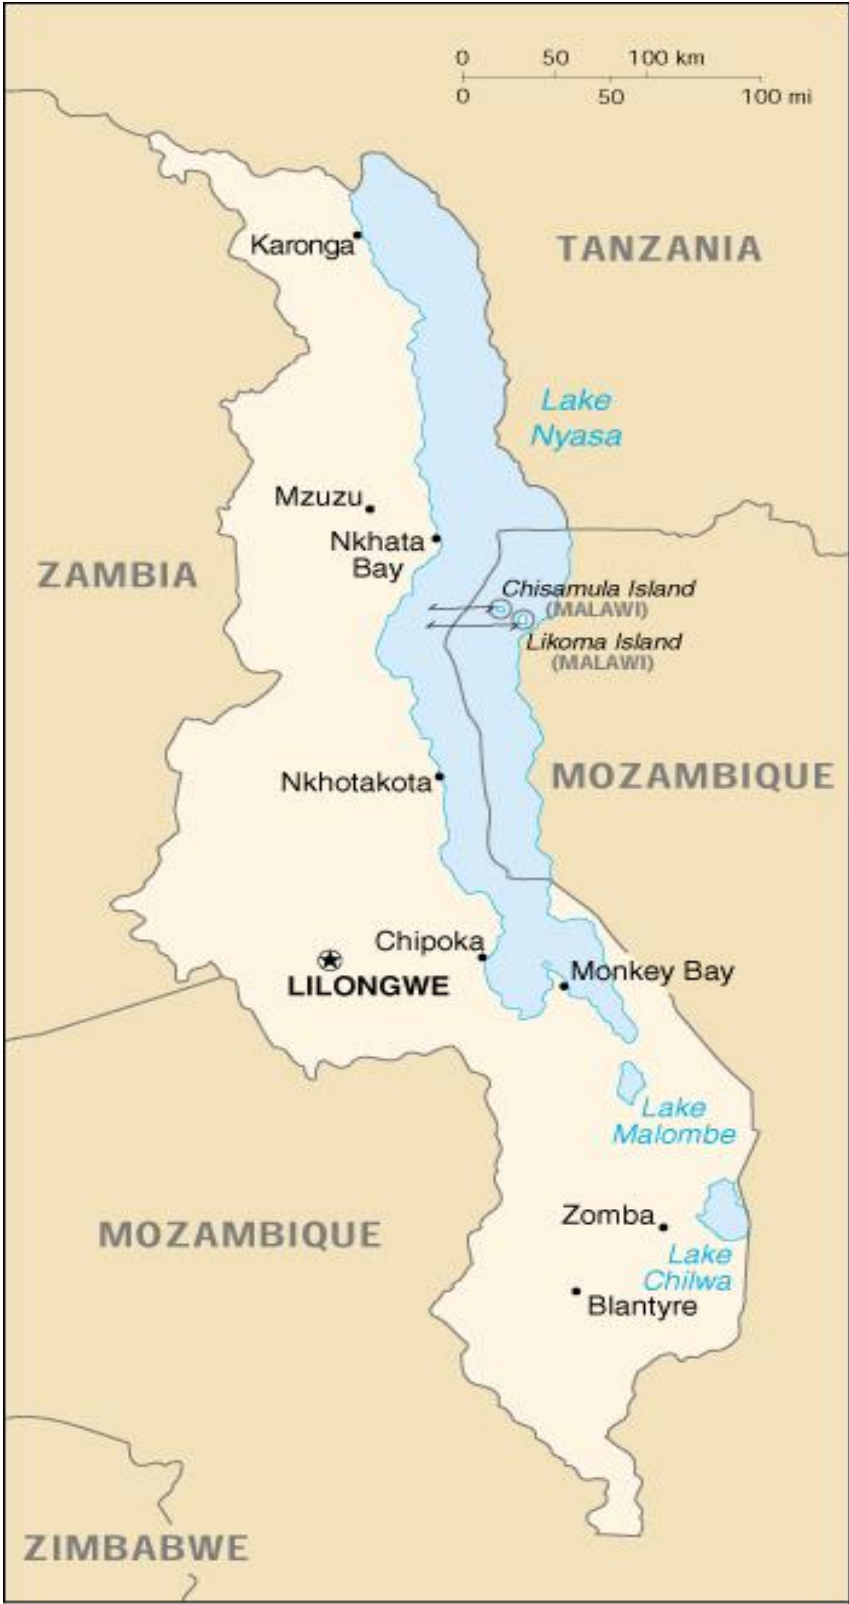 0 50 100 km
0 50 100 mi
Karonga
TANZANIA
Lake
Nyasa
Mzuzu
Nkhata
Bay
ZAMBIA
Chisamula Island
(MALAWI)
Likoma Island
(MALAWI)
Nkhotakota
MOZAMBIQUE
Chipoka
LILONGWE
Monkey Bay
Lake
Malombe
Zomba
MOZAMBIQUE
Lake
Chilwa
Blantyre
ZIMBABWE